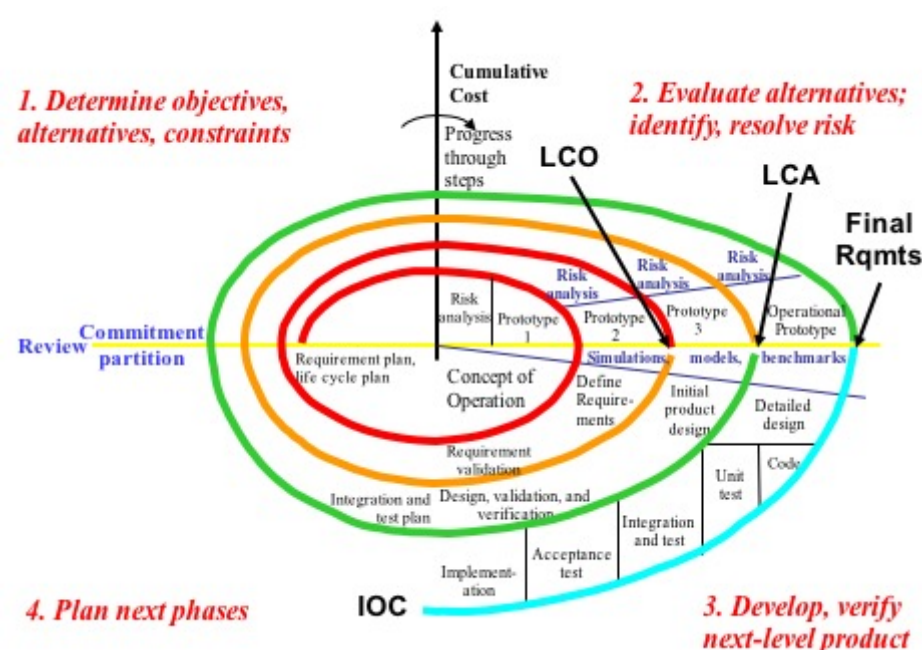 Cumulative
Cost
1. Determine objectives,
alternatives, constraints
2. Evaluate alternatives;
identify, resolve risk
Progress
through
steps
LCO
LCA
Final
Rqmts
Risk
analysis
Risk
analysis
Risk
analysis
Risk
analysis
Prototype
1
Prototype
2
Prototype
3
Operational
Prototype
Review
Commitment
partition
Requirement plan,
life cycle plan
Concept of
Operation
Simulations, models, benchmarks
Define
Require-
ments
Initial
product
design
Detailed
design
Requirement
validation
Code
Unit
test
Integration and
test plan
Design, validation, and
verification
Integration
and test
Acceptance
test
Implement-
ation
IOC
4. Plan next phases
3. Develop, verify
next-level product